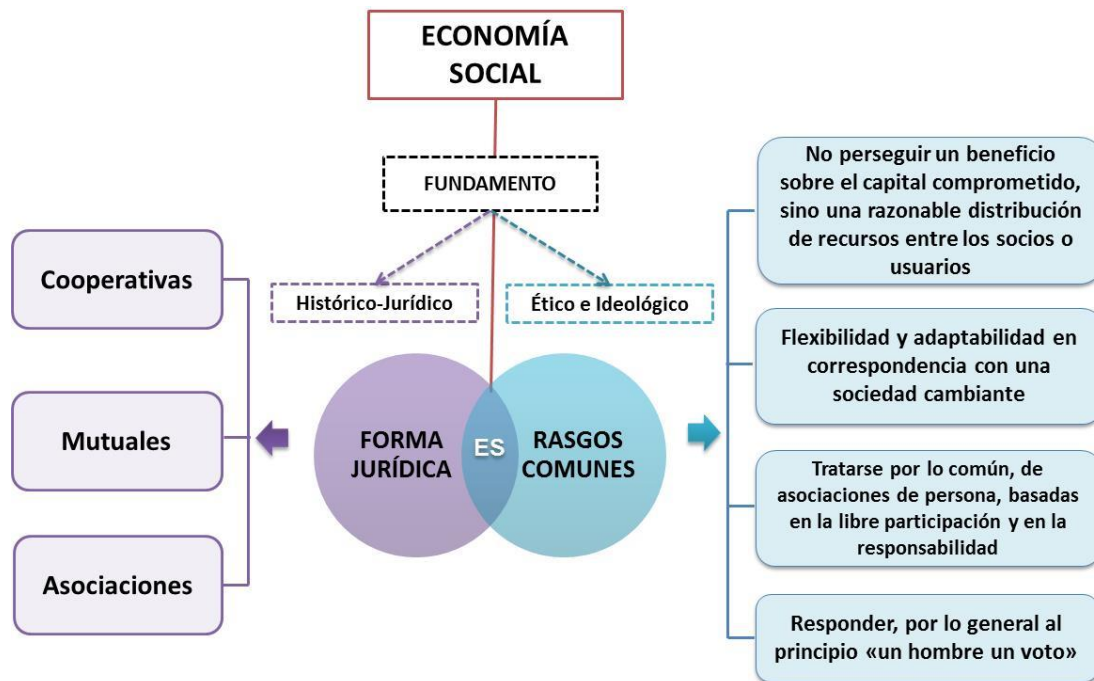 ECONOMÍA
SOCIAL
FUNDAMENTO
Histórico-Jurídico
Ético e Ideológico
Cooperativas
Mutuales
Asociaciones
FORMA
JURÍDICA
ES
RASGOS
COMUNES
No perseguir un beneficio
sobre el capital comprometido,
sino una razonable distribución
de recursos entre los socios o
usuarios
Flexibilidad y adaptabilidad en
correspondencia con una
sociedad cambiante
Tratarse por lo común, de
asociaciones de persona, basadas
en la libre participación y en la
responsabilidad
Responder, por lo general al
principio «un hombre un voto»